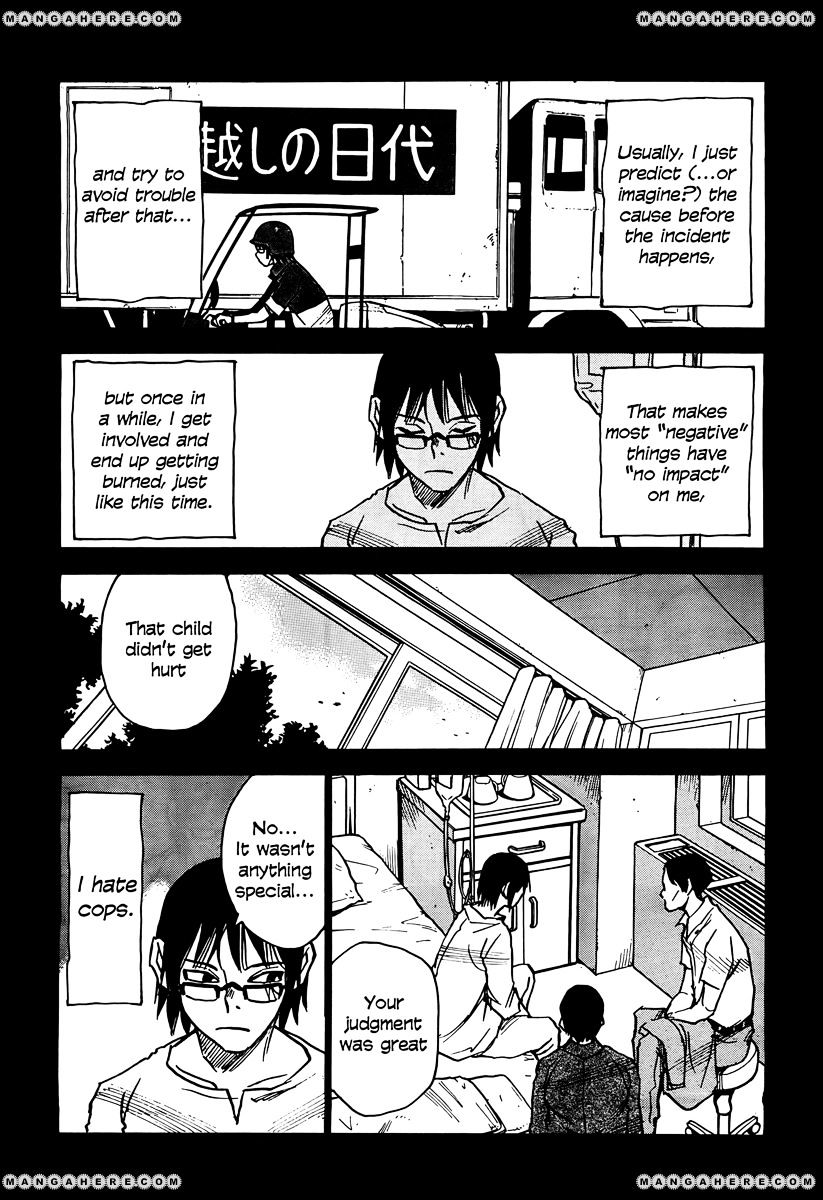 MANGAHERE.COM
MANGAHERE.COM
Usually, I just
predict (...or
imagine?) the
cause before
the incident
happens,
越しの日代
and try to
avoid trouble
after that...
That makes
most "negative"
things have
"no impact"
on me,
but once in
a while, I get
involved and
end up getting
burned, just
like this time.
That child
didn't get
hurt
Your
judgment
was great
No...
It wasn't
anything
special...
I hate
cops.
MANGAHERE.COM
MANGAHERE.COM